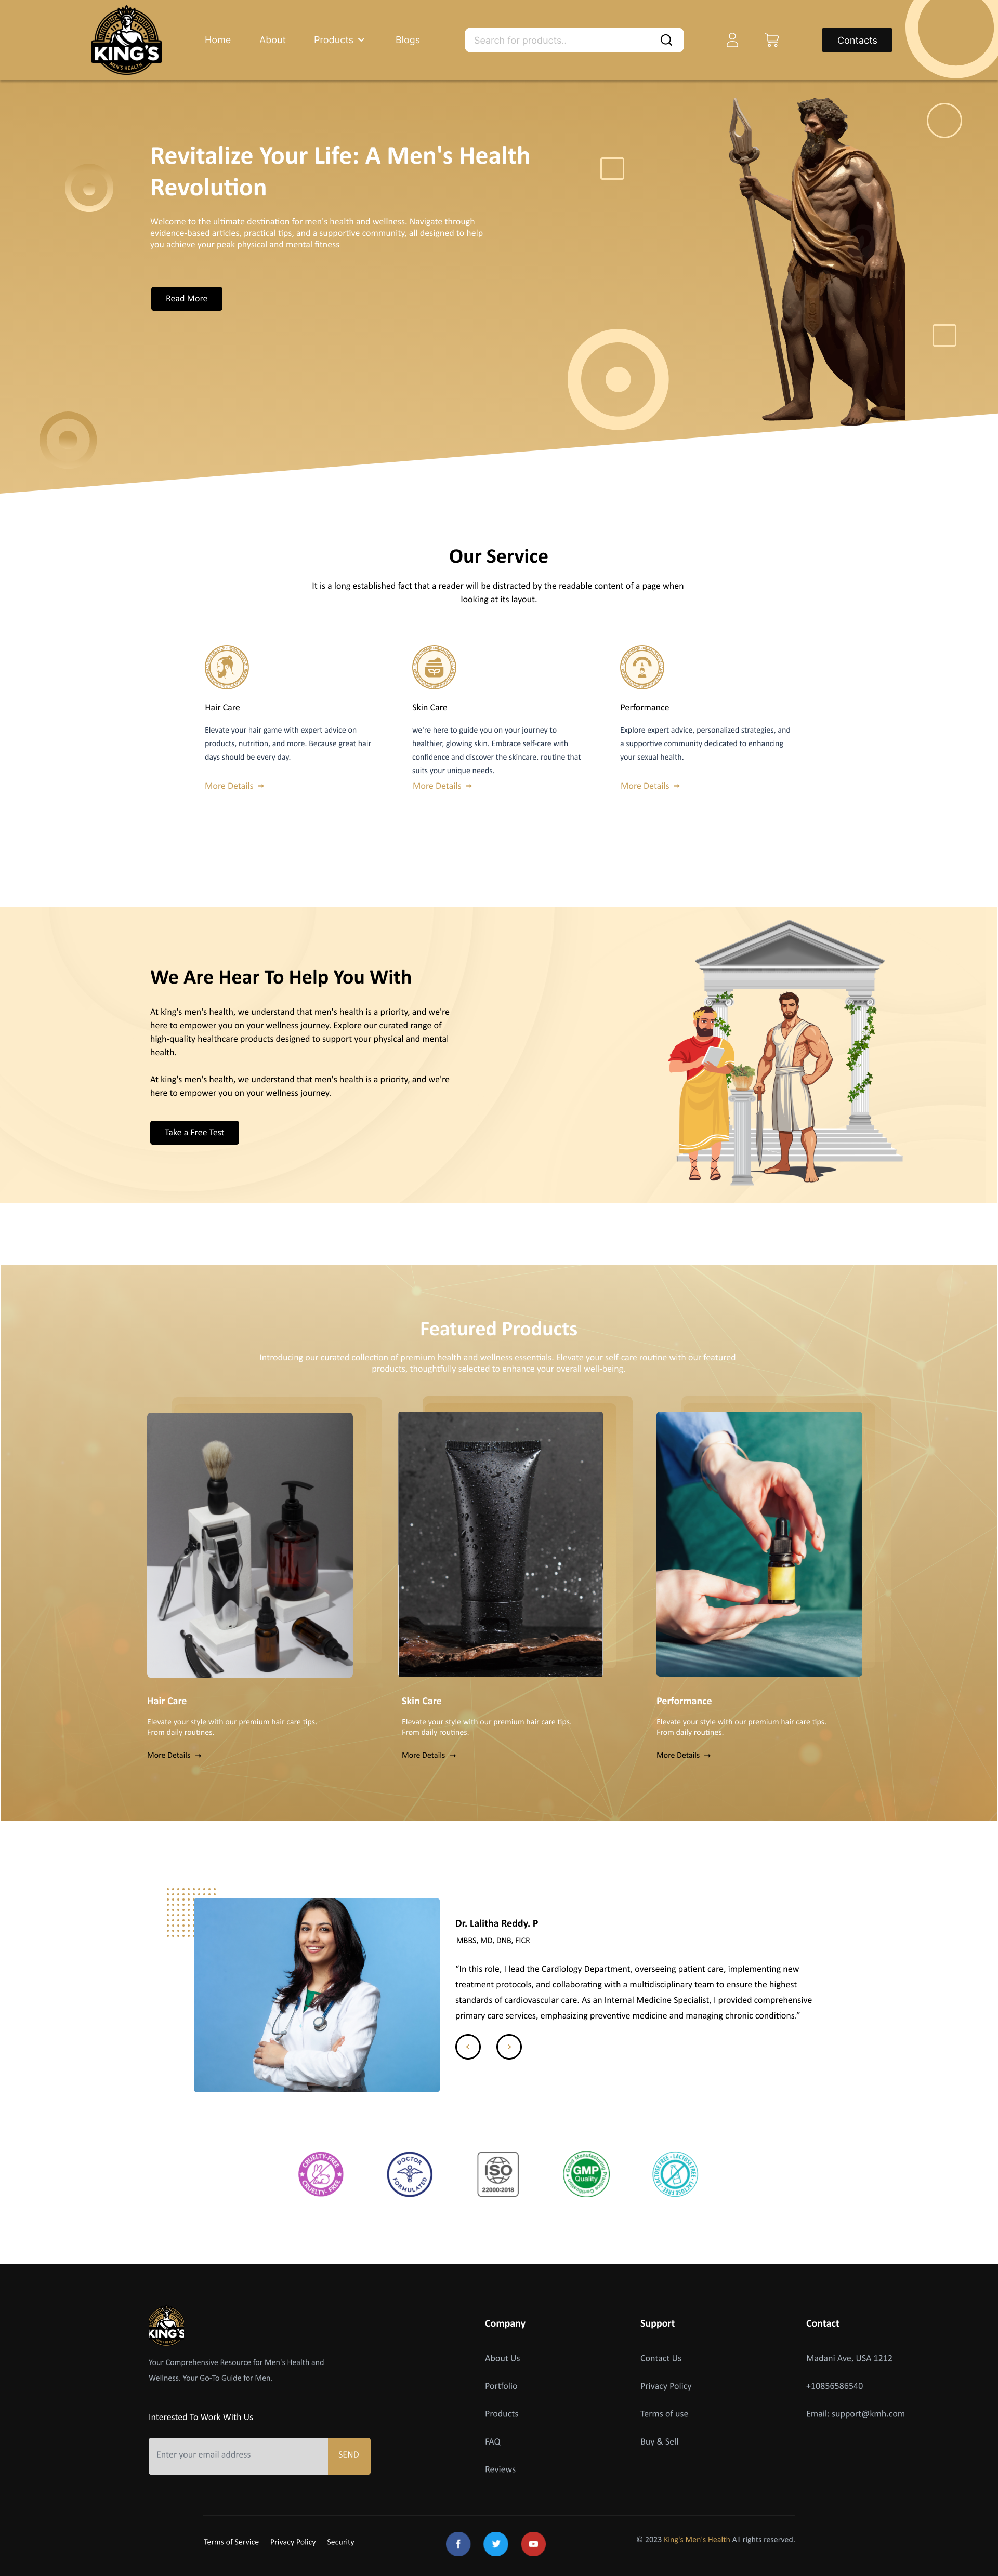 KING'S
MEN'S HEALTH
Home
About
Products
Blogs
Search for products..
Contacts
Revitalize Your Life: A Men's Health
Revolution
Welcome to the ultimate destination for men's health and wellness. Navigate through
evidence-based articles, practical tips, and a supportive community, all designed to help
you achieve your peak physical and mental fitness
Read More
Our Service
It is a long established fact that a reader will be distracted by the readable content of a page when
looking at its layout.
Hair Care
Elevate your hair game with expert advice on
products, nutrition, and more. Because great hair
days should be every day.
More Details →
Skin Care
we're here to guide you on your journey to
healthier, glowing skin. Embrace self-care with
confidence and discover the skincare. routine that
suits your unique needs.
More Details →
Performance
Explore expert advice, personalized strategies, and
a supportive community dedicated to enhancing
your sexual health.
More Details →
We Are Hear To Help You With
At king's men's health, we understand that men's health is a priority, and we're
here to empower you on your wellness journey. Explore our curated range of
high-quality healthcare products designed to support your physical and mental
health.
At king's men's health, we understand that men's health is a priority, and we're
here to empower you on your wellness journey.
Take a Free Test
Featured Products
Introducing our curated collection of premium health and wellness essentials. Elevate your self-care routine with our featured
products, thoughtfully selected to enhance your overall well-being.
Hair Care
Elevate your style with our premium hair care tips.
From daily routines.
More Details →
Skin Care
Elevate your style with our premium hair care tips.
From daily routines.
More Details →
Performance
Elevate your style with our premium hair care tips.
From daily routines.
More Details →
Dr. Lalitha Reddy. P
MBBS, MD, DNB, FICR
“In this role, I lead the Cardiology Department, overseeing patient care, implementing new
treatment protocols, and collaborating with a multidisciplinary team to ensure the highest
standards of cardiovascular care. As an Internal Medicine Specialist, I provided comprehensive
primary care services, emphasizing preventive medicine and managing chronic conditions.”
CRUELTY-FREE
CRUELTY- FREE
DOCTOR
FORMULATED
ISO
22000:2018
Good Manufacturing Practice Certification
GMP
Quality
LACTOSE FREE · LACTOSE FREE · LACTOSE FREE
KING'S
Your Comprehensive Resource for Men's Health and
Wellness. Your Go-To Guide for Men.
Interested To Work With Us
Enter your email address
SEND
Company
About Us
Portfolio
Products
FAQ
Reviews
Support
Contact Us
Privacy Policy
Terms of use
Buy & Sell
Contact
Madani Ave, USA 1212
+10856586540
Email: support@kmh.com
Terms of Service
Privacy Policy
Security
© 2023 King's Men's Health All rights reserved.